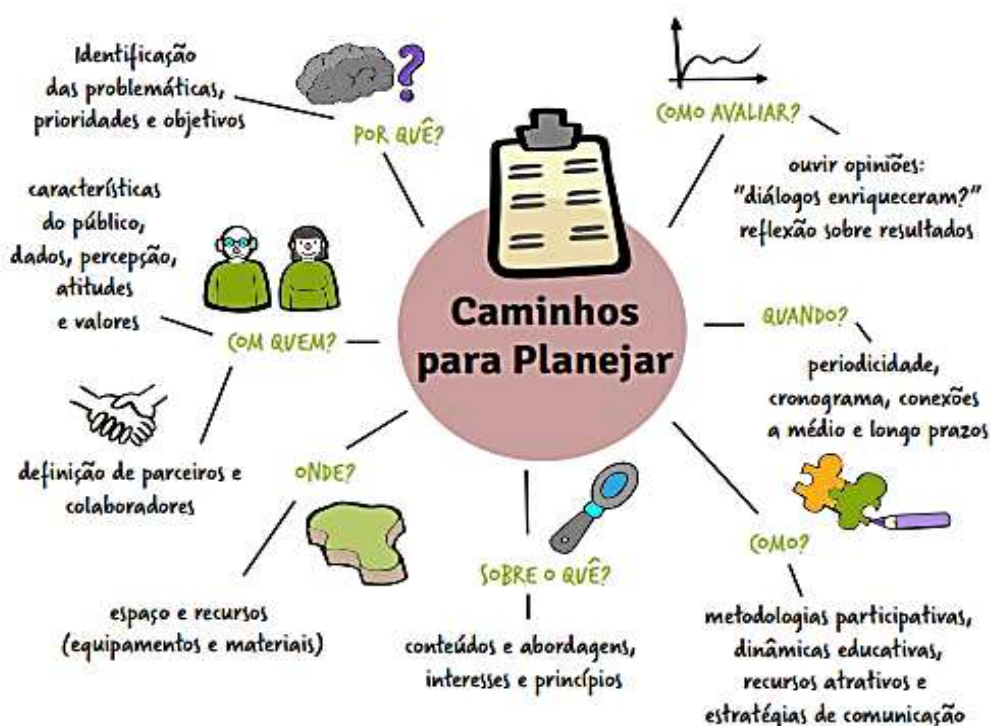 Identificação
das problemáticas,
prioridades e objetivos
POR QUÊ?
COMO AVALIAR?
ouvir opiniões:
"diálogos enriqueceram?"
reflexão sobre resultados
características
do público,
dados, percepção,
atitudes
e valores
COM QUEM?
Caminhos
para Planejar
QUANDO?
periodicidade,
cronograma, conexões
a médio e longo prazos
definição de parceiros e
colaboradores
ONDE?
espaço e recursos
(equipamentos e materiais)
SOBRE O QUÊ?
conteúdos e abordagens,
interesses e princípios
COMO?
metodologias participativas,
dinâmicas educativas,
recursos atrativos e
estratégias de comunicação